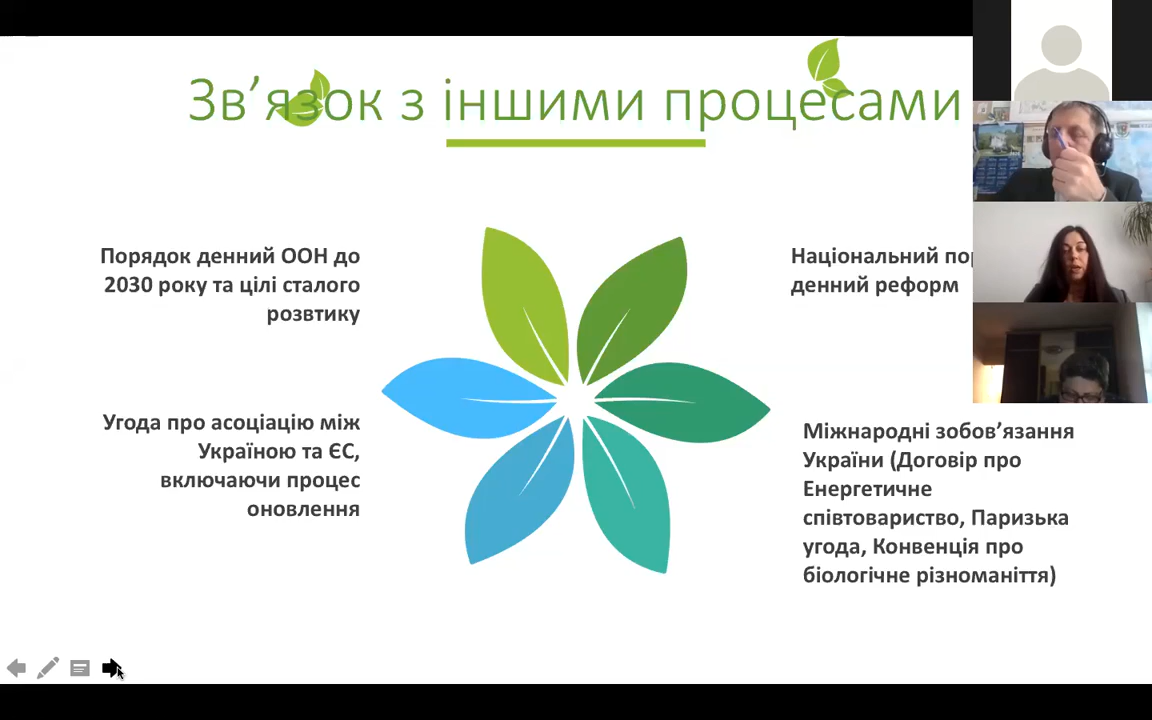 Зв’язок з іншими процесами
Порядок денний ООН до
2030 року та цілі сталого
розвтику
Національний
денний реформ
Угода про асоціацію між
Україною та ЄС,
включаючи процес
оновлення
Міжнародні зобов’язання
України (Договір про
Енергетичне
співтовариство, Паризька
угода, Конвенція про
біологічне різноманіття)